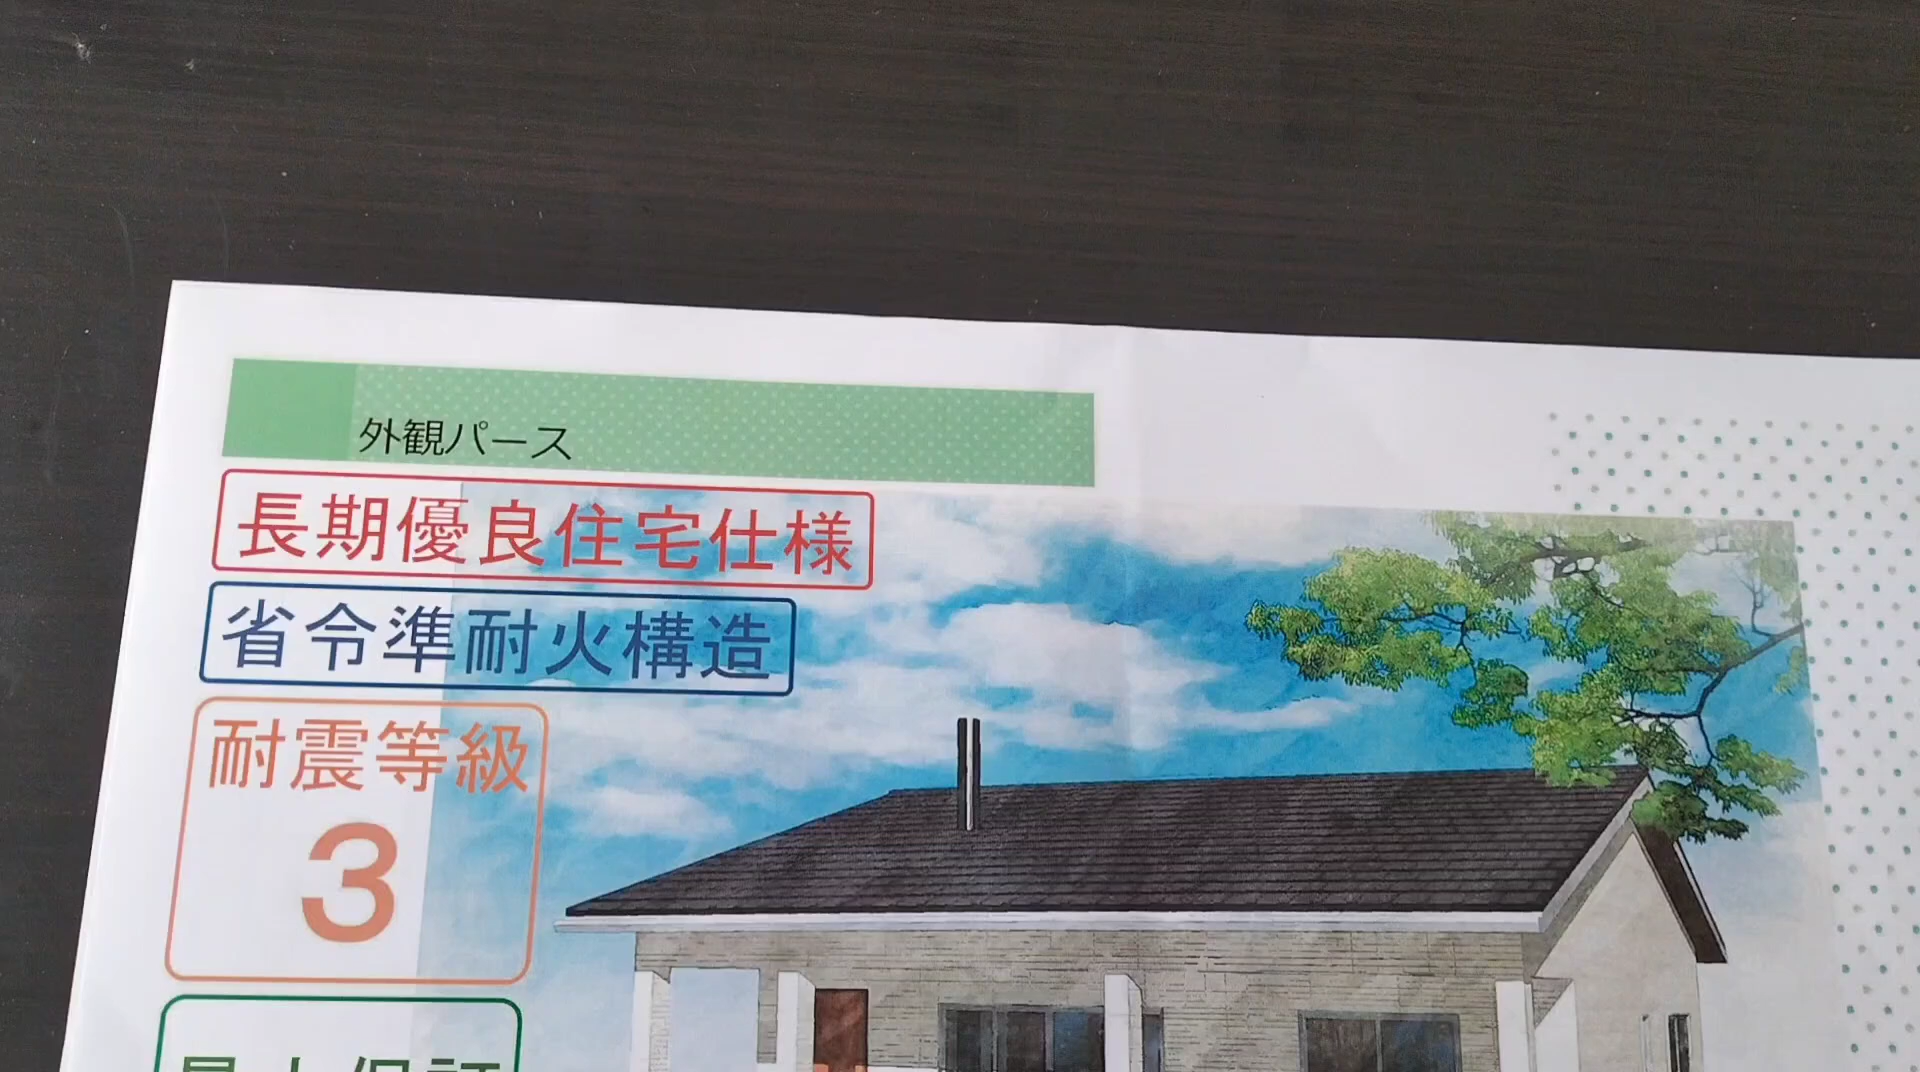 外観パース
長期優良住宅仕様
省令準耐火構造
耐震等級
3